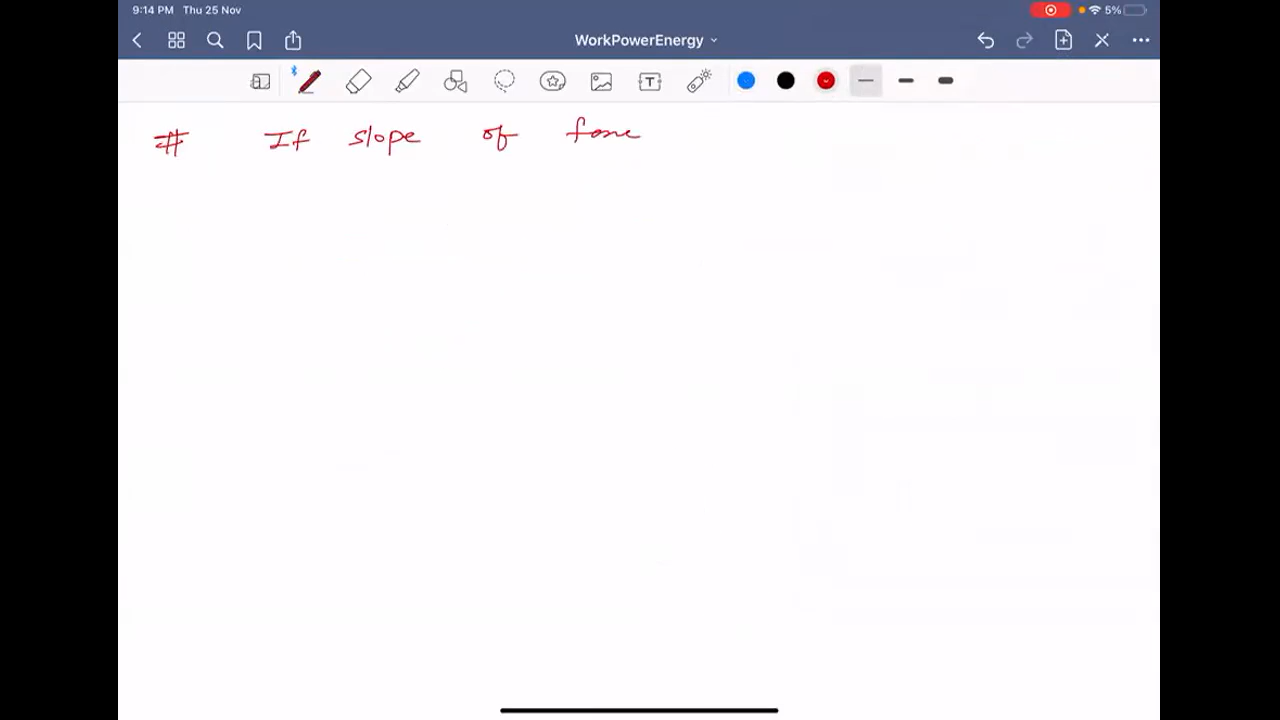 9:14 PM Thu 25 Nov
5%
WorkPowerEnergy
T
# If slope of force